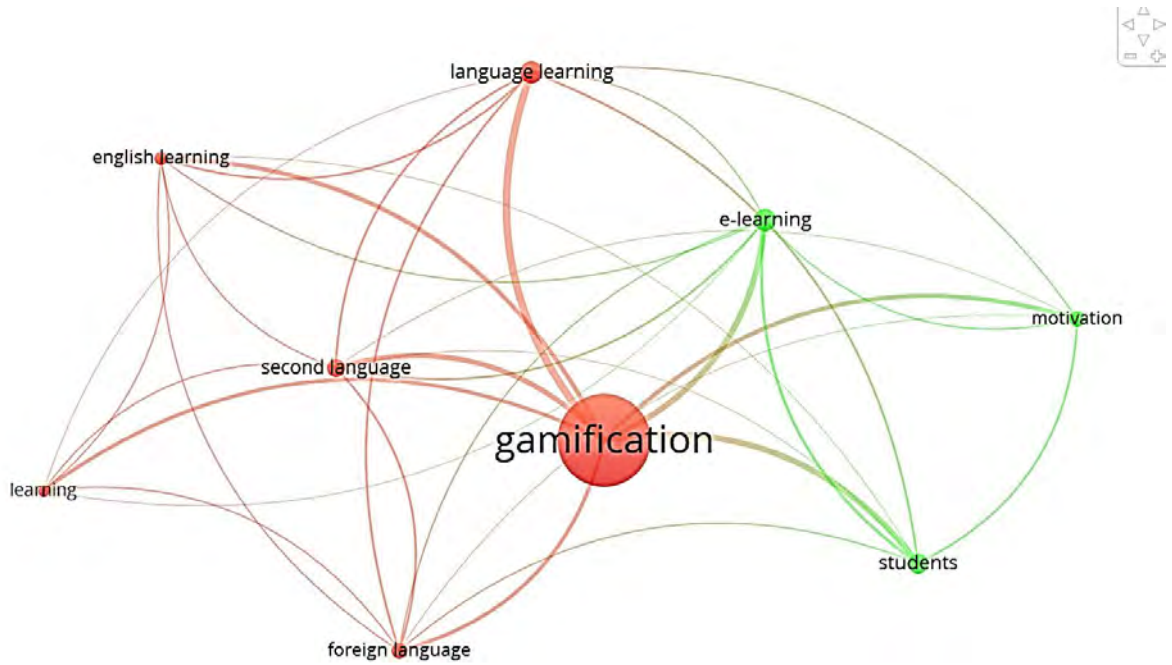 language learning
english learning
e-learning
motivation
second language
gamification
learning
students
foreign language